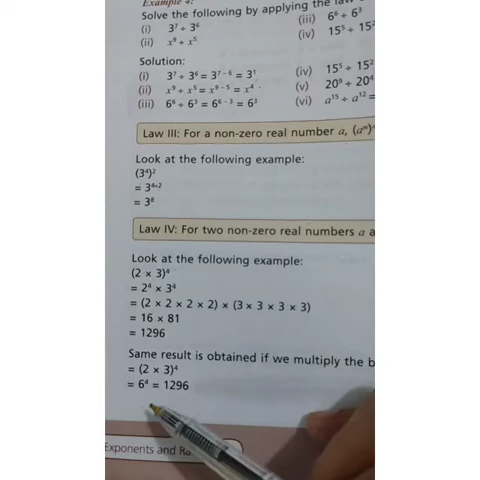 Example 4:
Solve the following by applying the law
(i) 3⁷ ÷ 3⁶
(iii) 6⁶ ÷ 6³
(ii) x⁹ ÷ x⁵
(iv) 15⁵ ÷ 15²
Solution:
(i) 3⁷ ÷ 3⁶ = 3⁷⁻⁶ = 3¹
(iv) 15⁵ ÷ 15²
(ii) x⁹ ÷ x⁵ = x⁹⁻⁵ = x⁴
(v) 20⁹ ÷ 20⁴
(iii) 6⁶ ÷ 6³ = 6⁶⁻³ = 6³
(vi) a¹⁵ ÷ a¹² =
Law III: For a non-zero real number a, (aᵐ)
Look at the following example:
(3⁴)²
= 3⁴ˣ²
= 3⁸
Law IV: For two non-zero real numbers a a
Look at the following example:
(2 × 3)⁴
= 2⁴ × 3⁴
= (2 × 2 × 2 × 2) × (3 × 3 × 3 × 3)
= 16 × 81
= 1296
Same result is obtained if we multiply the b
= (2 × 3)⁴
= 6⁴ = 1296
Exponents and Ra